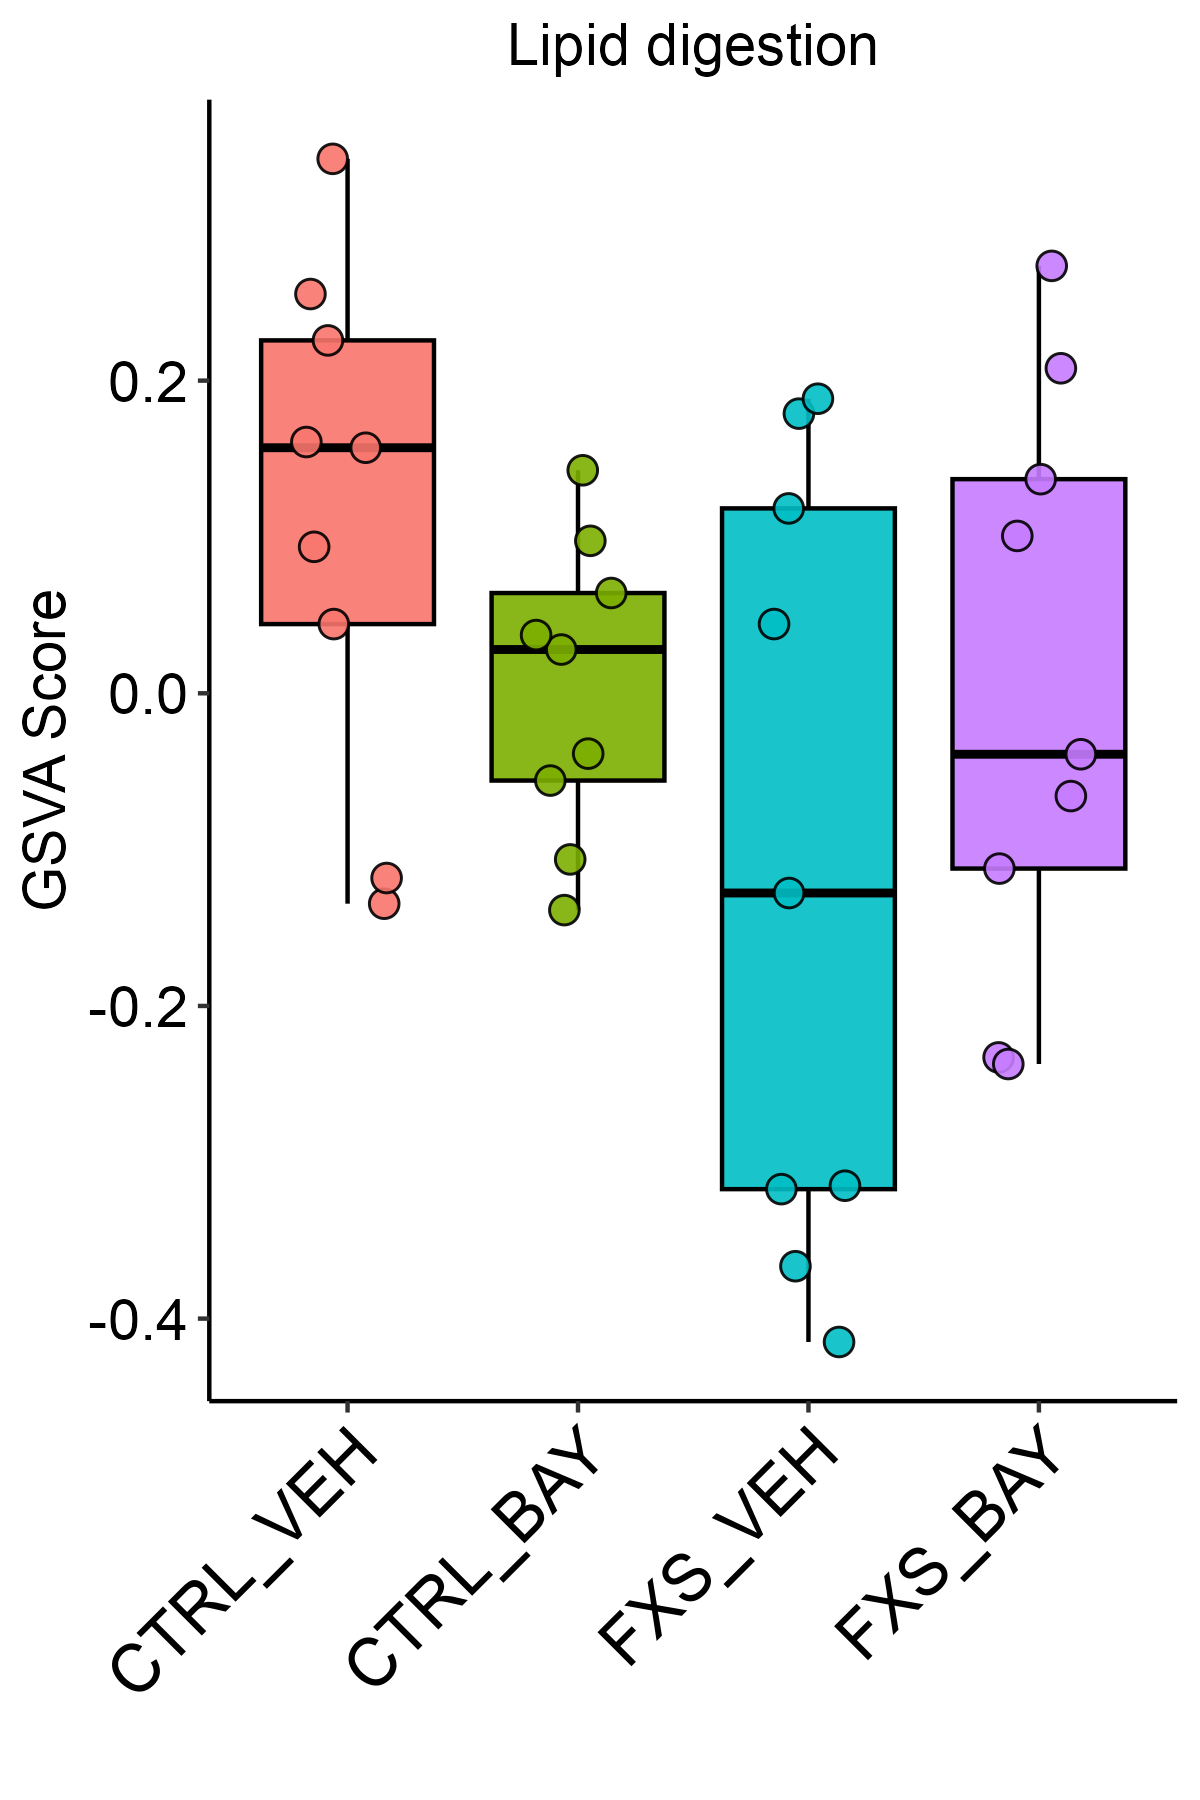 Lipid digestion
GSVA Score
0.2
0.0
-0.2
-0.4
CTRL_VEH
CTRL_BAY
FXS_VEH
FXS_BAY